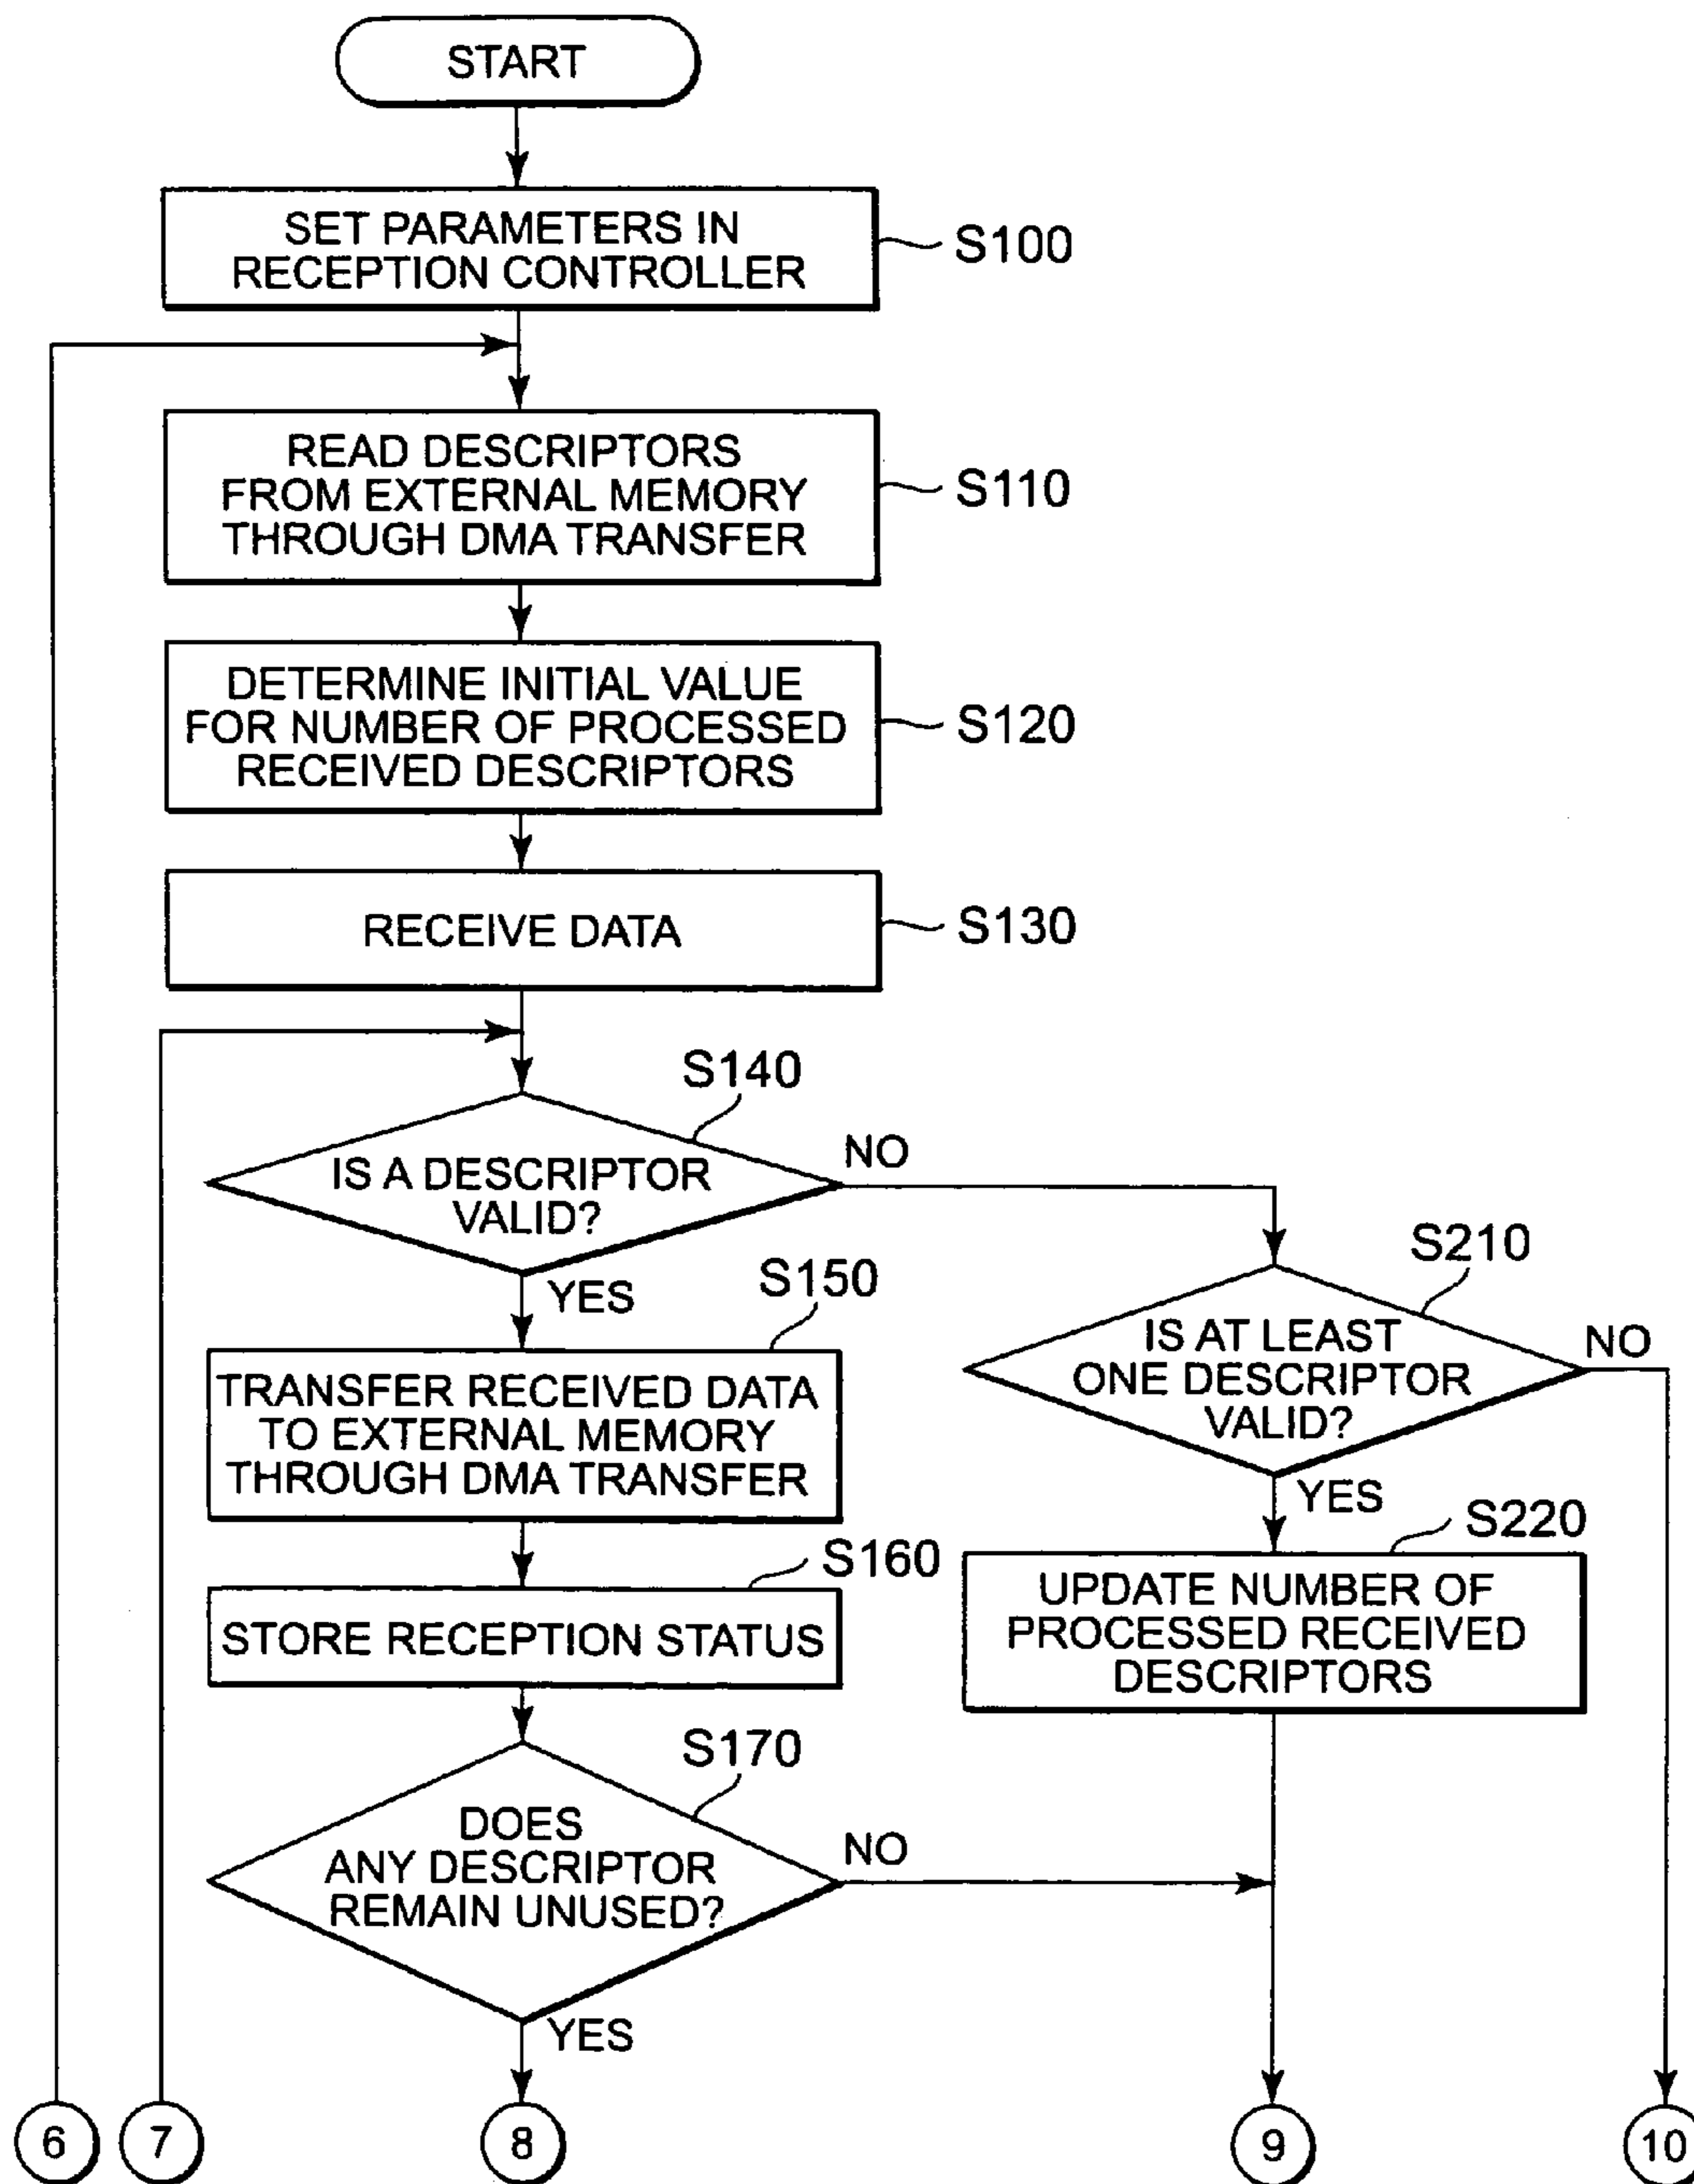 START
SET PARAMETERS IN
RECEPTION CONTROLLER
S100
READ DESCRIPTORS
FROM EXTERNAL MEMORY
THROUGH DMA TRANSFER
S110
DETERMINE INITIAL VALUE
FOR NUMBER OF PROCESSED
RECEIVED DESCRIPTORS
S120
RECEIVE DATA
S130
S140
IS A DESCRIPTOR
VALID?
NO
YES
S210
IS AT LEAST
ONE DESCRIPTOR
VALID?
NO
YES
S150
TRANSFER RECEIVED DATA
TO EXTERNAL MEMORY
THROUGH DMA TRANSFER
S220
UPDATE NUMBER OF
PROCESSED RECEIVED
DESCRIPTORS
S160
STORE RECEPTION STATUS
S170
DOES
ANY DESCRIPTOR
REMAIN UNUSED?
NO
YES
6
7
8
9
10